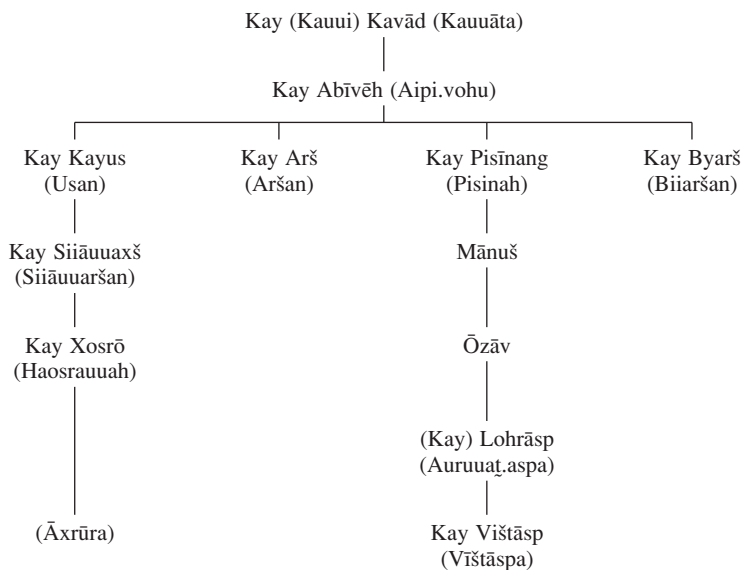 Kay (Kauui) Kavād (Kauuāta)
Kay Abīvēh (Aipi.vohu)
Kay Kayus
(Usan)
Kay Arš
(Aršan)
Kay Pisīnang
(Pisinah)
Kay Byarš
(Biiaršan)
Kay Siiāuuaxš
(Siiāuuaršan)
Mānuš
Kay Xosrō
(Haosrauuah)
Ōzāv
(Kay) Lohrāsp
(Auruuat̰.aspa)
(Āxrūra)
Kay Vištāsp
(Vīštāspa)